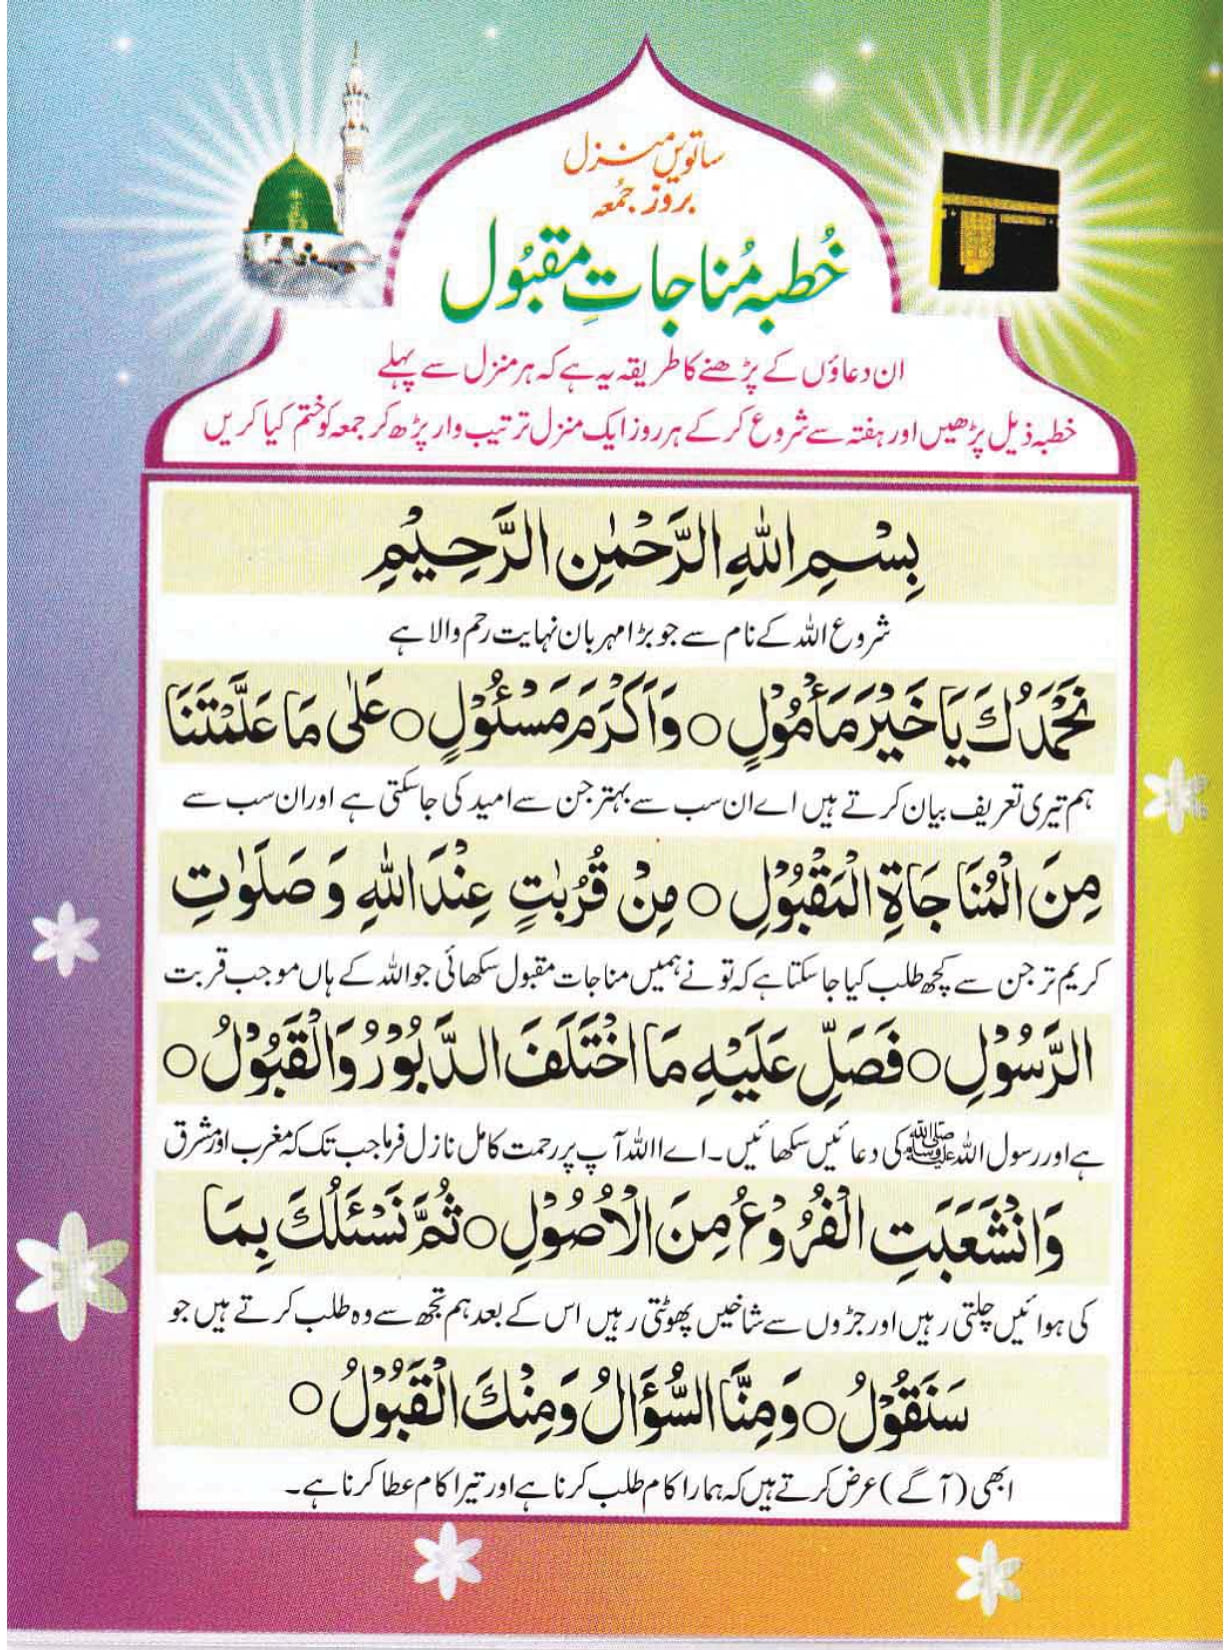 ساتویں منزل
بروز جمعہ
خُطبہ مُناجاتِ مقبُول
ان دعاؤں کے پڑھنے کا طریقہ یہ ہے کہ ہر منزل سے پہلے
خطبہ ذیل پڑھیں اور ہفتہ سے شروع کر کے ہر روز ایک منزل ترتیب وار پڑھ کر جمعہ کو ختم کیا کریں
بِسْمِ اللهِ الرَّحْمٰنِ الرَّحِيْمِ
شروع اللہ کے نام سے جو بڑا مہربان نہایت رحم والا ہے
نَحْمَدُكَ يَا خَيْرَ مَأْمُوْلٍ ○ وَاَكْرَمَ مَسْئُوْلٍ ○ عَلٰى مَا عَلَّمْتَنَا
ہم تیری تعریف بیان کرتے ہیں اے ان سب سے بہتر جن سے امید کی جاسکتی ہے اور ان سب سے
مِنَ الْمُنَاجَاةِ الْمَقْبُوْلِ ○ مِنْ قُرُبٰتٍ عِنْدَ اللهِ وَ صَلَوٰتِ
کریم تر جن سے کچھ طلب کیا جا سکتا ہے کہ تو نے ہمیں مناجات مقبول سکھائی جو اللہ کے ہاں موجب قربت
الرَّسُوْلِ ○ فَصَلِّ عَلَيْهِ مَا اخْتَلَفَ الدَّبُوْرُ وَالْقَبُوْلُ ○
ہے اور رسول اللہ ﷺ کی دعائیں سکھائیں۔ اے اللہ آپ پر رحمت کامل نازل فرما جب تک کہ مغرب اور مشرق
وَانْشَعَبَتِ الْفُرُوْعُ مِنَ الْاُصُوْلِ ○ ثُمَّ نَسْئَلُكَ بِمَا
کی ہوائیں چلتی رہیں اور جڑوں سے شاخیں پھوٹتی رہیں اس کے بعد ہم تجھ سے وہ طلب کرتے ہیں جو
سَنَقُوْلُ ○ وَمِنَّا السُّؤَالُ وَمِنْكَ الْقَبُوْلُ ○
ابھی (آگے) عرض کرتے ہیں کہ ہمارا کام طلب کرنا ہے اور تیرا کام عطا کرنا ہے۔